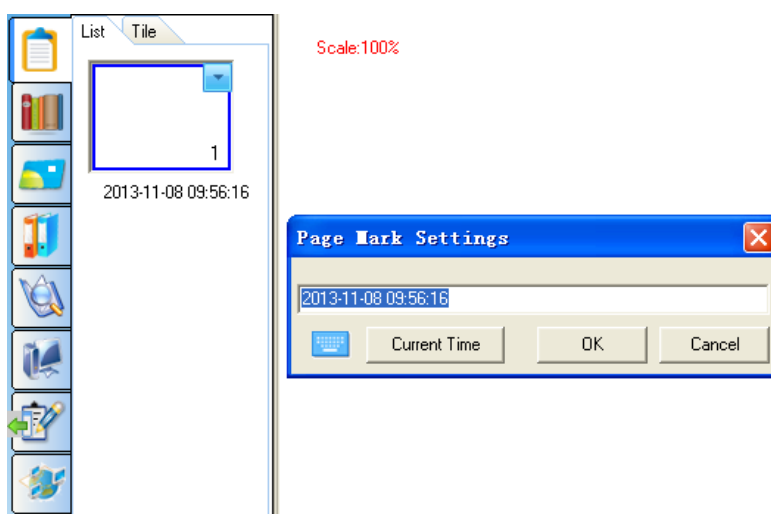 List Tile
Scale:100%
1
2013-11-08 09:56:16
Page Mark Settings
2013-11-08 09:56:16
Current Time OK Cancel